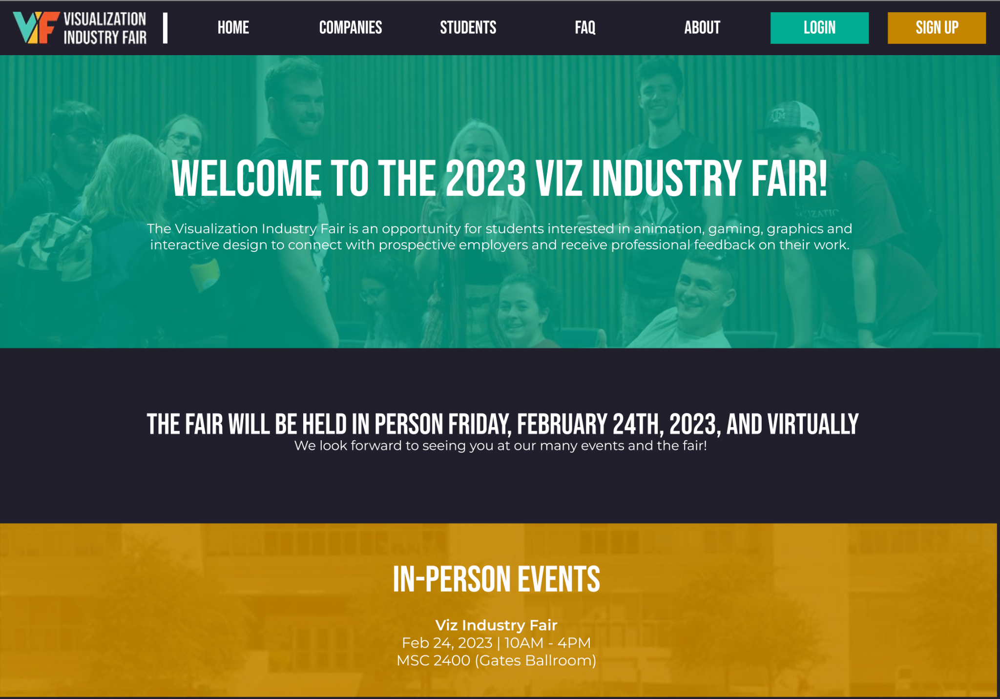 VIF VISUALIZATION
INDUSTRY FAIR
HOME
COMPANIES
STUDENTS
FAQ
ABOUT
LOGIN
SIGN UP
WELCOME TO THE 2023 VIZ INDUSTRY FAIR!
The Visualization Industry Fair is an opportunity for students interested in animation, gaming, graphics and
interactive design to connect with prospective employers and receive professional feedback on their work.
THE FAIR WILL BE HELD IN PERSON FRIDAY, FEBRUARY 24TH, 2023, AND VIRTUALLY
We look forward to seeing you at our many events and the fair!
IN-PERSON EVENTS
Viz Industry Fair
Feb 24, 2023 | 10AM - 4PM
MSC 2400 (Gates Ballroom)